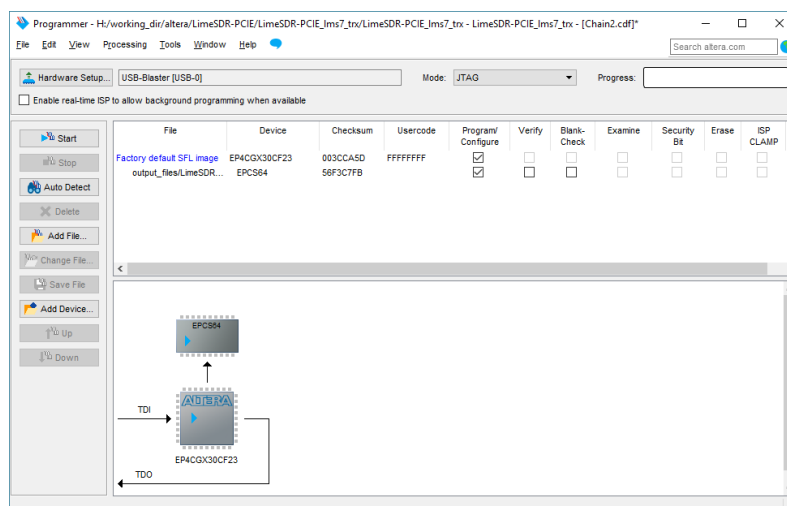 Programmer - H:/working_dir/altera/LimeSDR-PCIE/LimeSDR-PCIE_lms7_trx/LimeSDR-PCIE_lms7_trx - LimeSDR-PCIE_lms7_trx - [Chain2.cdf]*
File Edit View Processing Tools Window Help
Search altera.com
Hardware Setup... USB-Blaster [USB-0] Mode: JTAG Progress:
Enable real-time ISP to allow background programming when available
Start
Stop
Auto Detect
Delete
Add File...
Change File...
Save File
Add Device...
Up
Down
File Device Checksum Usercode Program/ Verify Blank- Examine Security Erase ISP
Configure Check Bit CLAMP
Factory default SFL image EP4CGX30CF23 003CCA5D FFFFFFFF
output_files/LimeSDR... EPCS64 56F3C7FB
EPCS64
TDI
ALTERA
EP4CGX30CF23
TDO